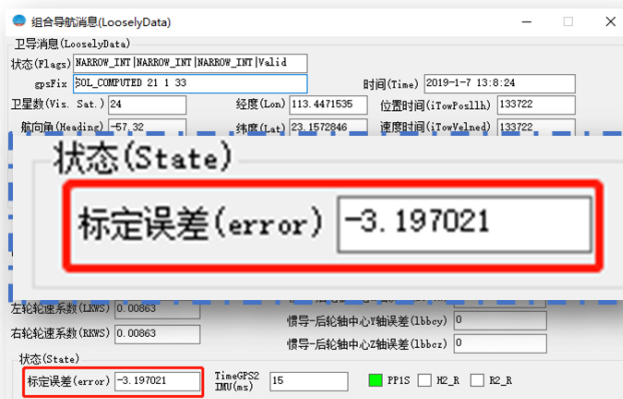 组合导航消息(LooselyData)
卫导消息(LooselyData)
状态(Flags) NARROW_INT|NARROW_INT|NARROW_INT|Valid
gpsFix SOL_COMPUTED 21 1 33 时间(Time) 2019-1-7 13:8:24
卫星数(Vis. Sat.) 24 经度(Lon) 113.4471535 位置时间(iTowPosllh) 133722
航向角(Heading) -57.32 纬度(Lat) 23.1572846 速度时间(iTowVelned) 133722
状态(State)
标定误差(error) -3.197021
左轮轮速系数(LRWS) 0.00863
惯导-后轮轴中心Y轴误差(lbbcy) 0
右轮轮速系数(RRWS) 0.00863
惯导-后轮轴中心Z轴误差(lbbcz) 0
状态(State)
标定误差(error) -3.197021 TimeGPS2 IMU(ms) 15 PP1S H2_R R2_R